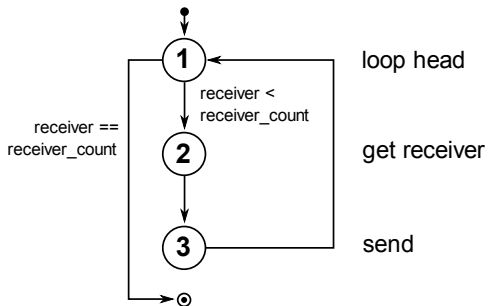 1
loop head
receiver <
receiver_count
receiver ==
receiver_count
2
get receiver
3
send